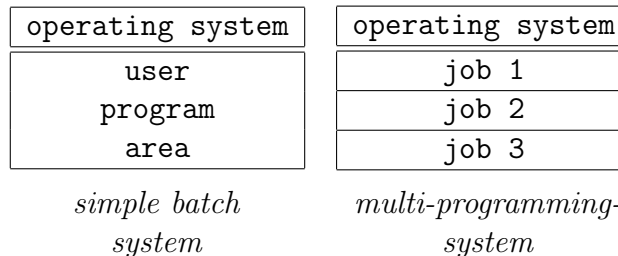 operating system
user
program
area
simple batch
system
operating system
job 1
job 2
job 3
multi-programming-
system